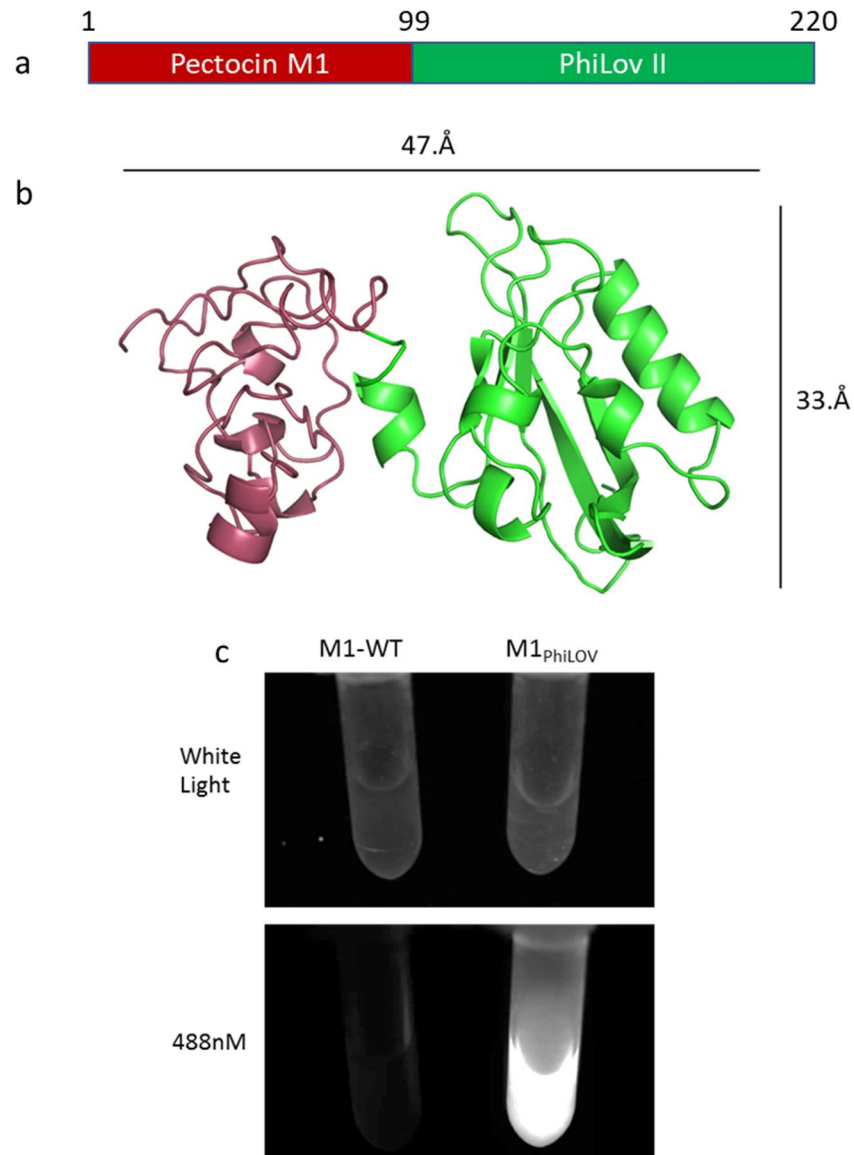 1 99 220
a Pectocin M1 PhiLov II
47.Å
b
33.Å
c M1-WT M1PhiLOV
White
Light
488nM